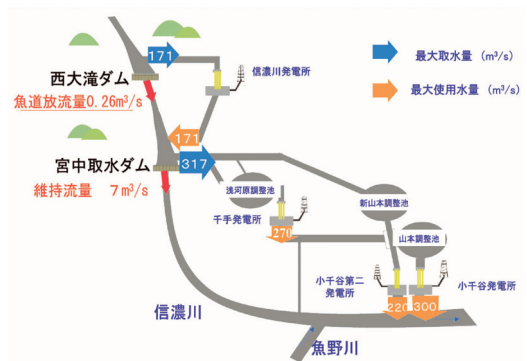 171
最大取水量 (m³/s)
信濃川発電所
西大滝ダム
魚道放流量0.26m³/s
最大使用水量 (m³/s)
171
宮中取水ダム
317
維持流量 7m³/s
浅河原調整池
新山本調整池
千手発電所
270
山本調整池
小千谷第二
発電所
小千谷発電所
220
300
信濃川
魚野川